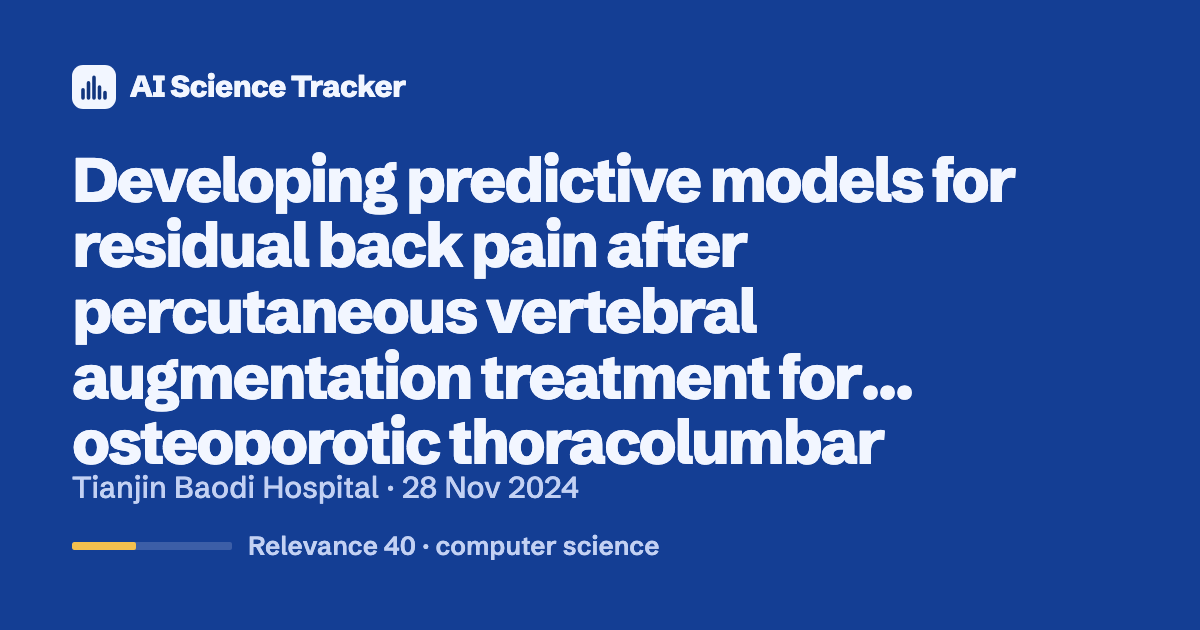 AI Science Tracker
Developing predictive models for
residual back pain after
percutaneous vertebral
augmentation treatment for...
osteoporotic thoracolumbar
Tianjin Baodi Hospital · 28 Nov 2024
Relevance 40 · computer science